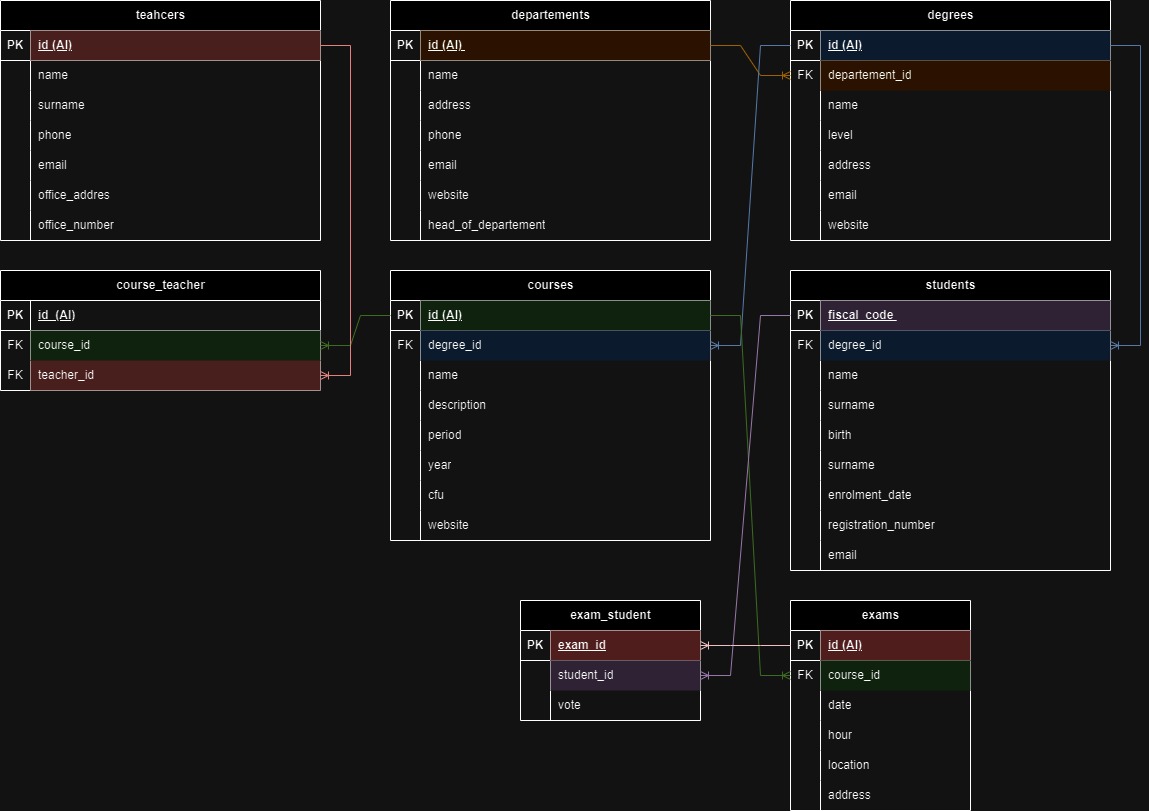 teahcers
PK id (AI)
name
surname
phone
email
office_addres
office_number
departements
PK id (AI)
name
address
phone
email
website
head_of_departement
degrees
PK id (AI)
FK departement_id
name
level
address
email
website
course_teacher
PK id (AI)
FK course_id
FK teacher_id
courses
PK id (AI)
FK degree_id
name
description
period
year
cfu
website
students
PK fiscal_code
FK degree_id
name
surname
birth
surname
enrolment_date
registration_number
email
exam_student
PK exam_id
student_id
vote
exams
PK id (AI)
FK course_id
date
hour
location
address